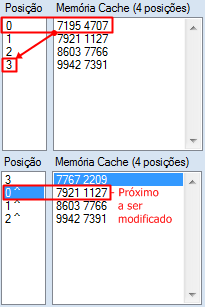 Posição Memória Cache (4 posições)
0 7195 4707
1 7921 1127
2 8603 7766
3 9942 7391
Posição Memória Cache (4 posições)
3 7767 2209
0 ^ 7921 1127 Próximo
1 ^ 8603 7766 a ser
2 ^ 9942 7391 modificado